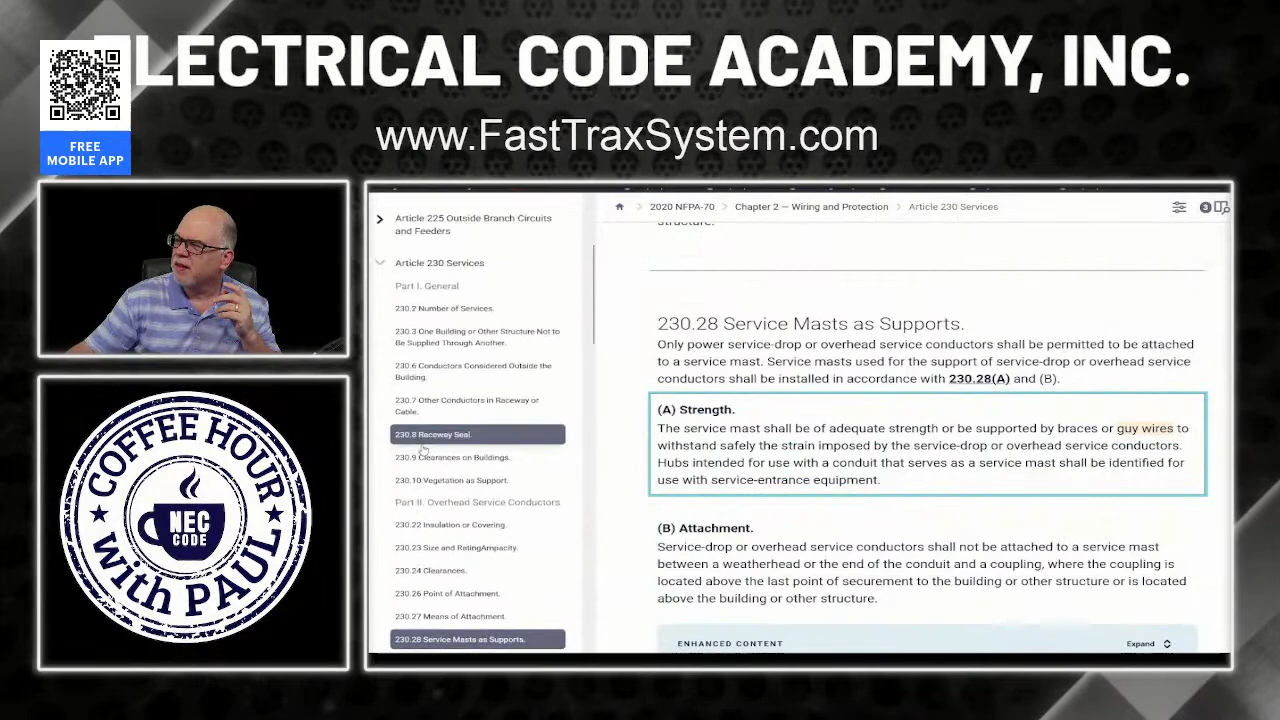 ELECTRICAL CODE ACADEMY, INC.
www.FastTraxSystem.com
FREE
MOBILE APP
COFFEE HOUR
NEC
CODE
with PAUL
Article 225 Outside Branch Circuits
and Feeders
Article 230 Services
Part I. General
230.2 Number of Services.
230.3 One Building or Other Structure Not to
Be Supplied Through Another.
230.6 Conductors Considered Outside the
Building.
230.7 Other Conductors in Raceway or
Cable.
230.8 Raceway Seal.
230.9 Clearances on Buildings.
230.10 Vegetation as Support.
Part II. Overhead Service Conductors
230.22 Insulation or Covering.
230.23 Size and RatingAmpacity.
230.24 Clearances.
230.26 Point of Attachment.
230.27 Means of Attachment.
230.28 Service Masts as Supports.
2020 NFPA-70 > Chapter 2 — Wiring and Protection > Article 230 Services
3
structure.
230.28 Service Masts as Supports.
Only power service-drop or overhead service conductors shall be permitted to be attached
to a service mast. Service masts used for the support of service-drop or overhead service
conductors shall be installed in accordance with 230.28(A) and (B).
(A) Strength.
The service mast shall be of adequate strength or be supported by braces or guy wires to
withstand safely the strain imposed by the service-drop or overhead service conductors.
Hubs intended for use with a conduit that serves as a service mast shall be identified for
use with service-entrance equipment.
(B) Attachment.
Service-drop or overhead service conductors shall not be attached to a service mast
between a weatherhead or the end of the conduit and a coupling, where the coupling is
located above the last point of securement to the building or other structure or is located
above the building or other structure.
ENHANCED CONTENT
Expand